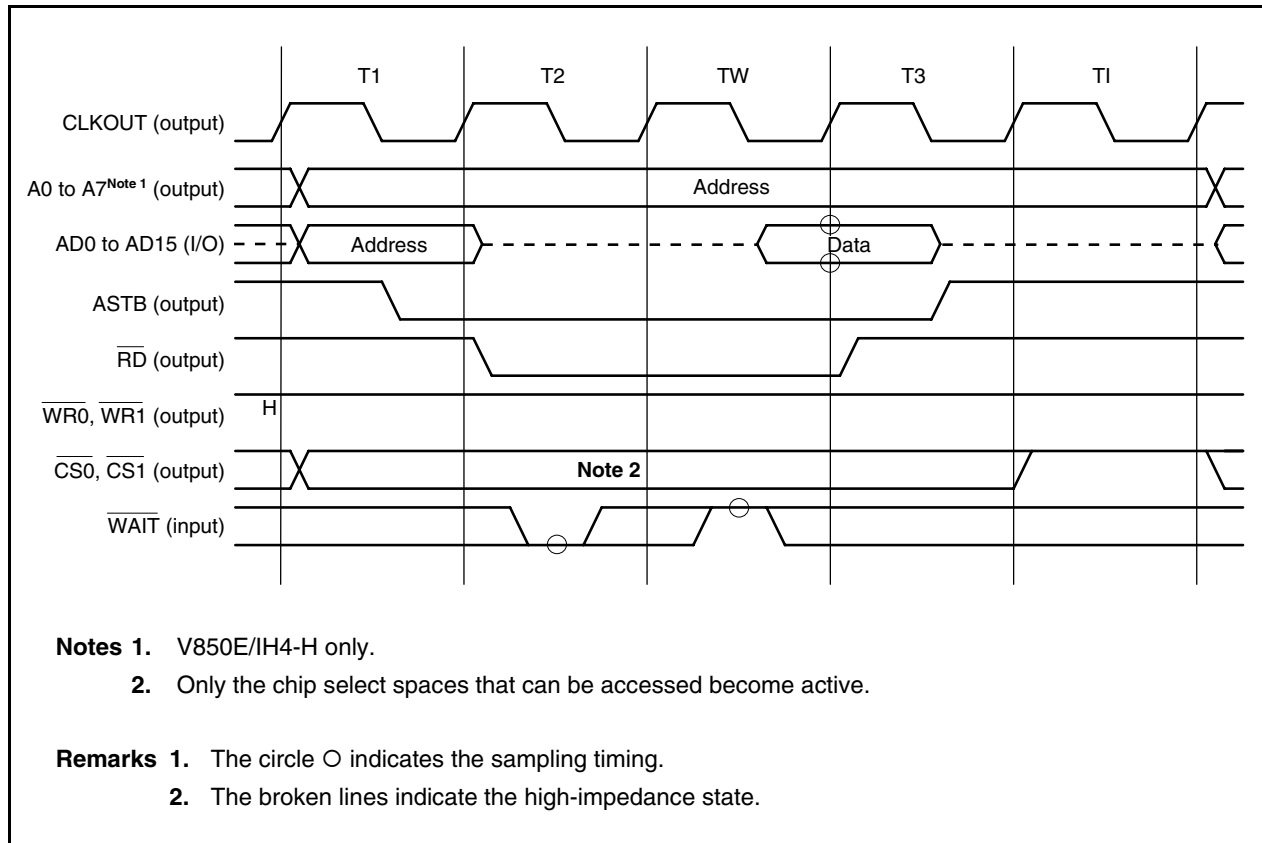 T1 T2 TW T3 TI
CLKOUT (output)
A0 to A7Note 1 (output) Address
AD0 to AD15 (I/O) Address Data
ASTB (output)
RD (output)
WR0, WR1 (output) H
CS0, CS1 (output) Note 2
WAIT (input)
Notes 1. V850E/IH4-H only.
2. Only the chip select spaces that can be accessed become active.
Remarks 1. The circle O indicates the sampling timing.
2. The broken lines indicate the high-impedance state.